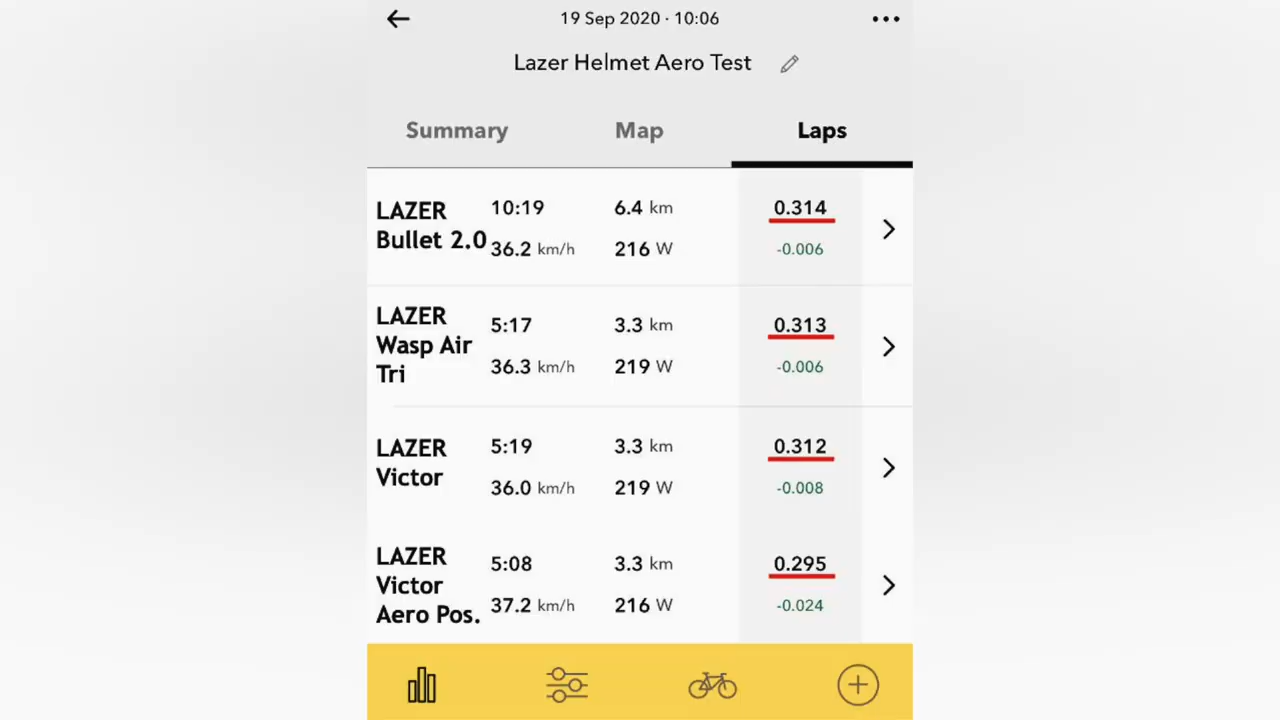 19 Sep 2020 · 10:06
Lazer Helmet Aero Test
Summary
Map
Laps
LAZER
Bullet 2.0
10:19
6.4 km
0.314
36.2 km/h
216 W
-0.006
LAZER
Wasp Air
Tri
5:17
3.3 km
0.313
36.3 km/h
219 W
-0.006
LAZER
Victor
5:19
3.3 km
0.312
36.0 km/h
219 W
-0.008
LAZER
Victor
Aero Pos.
5:08
3.3 km
0.295
37.2 km/h
216 W
-0.024